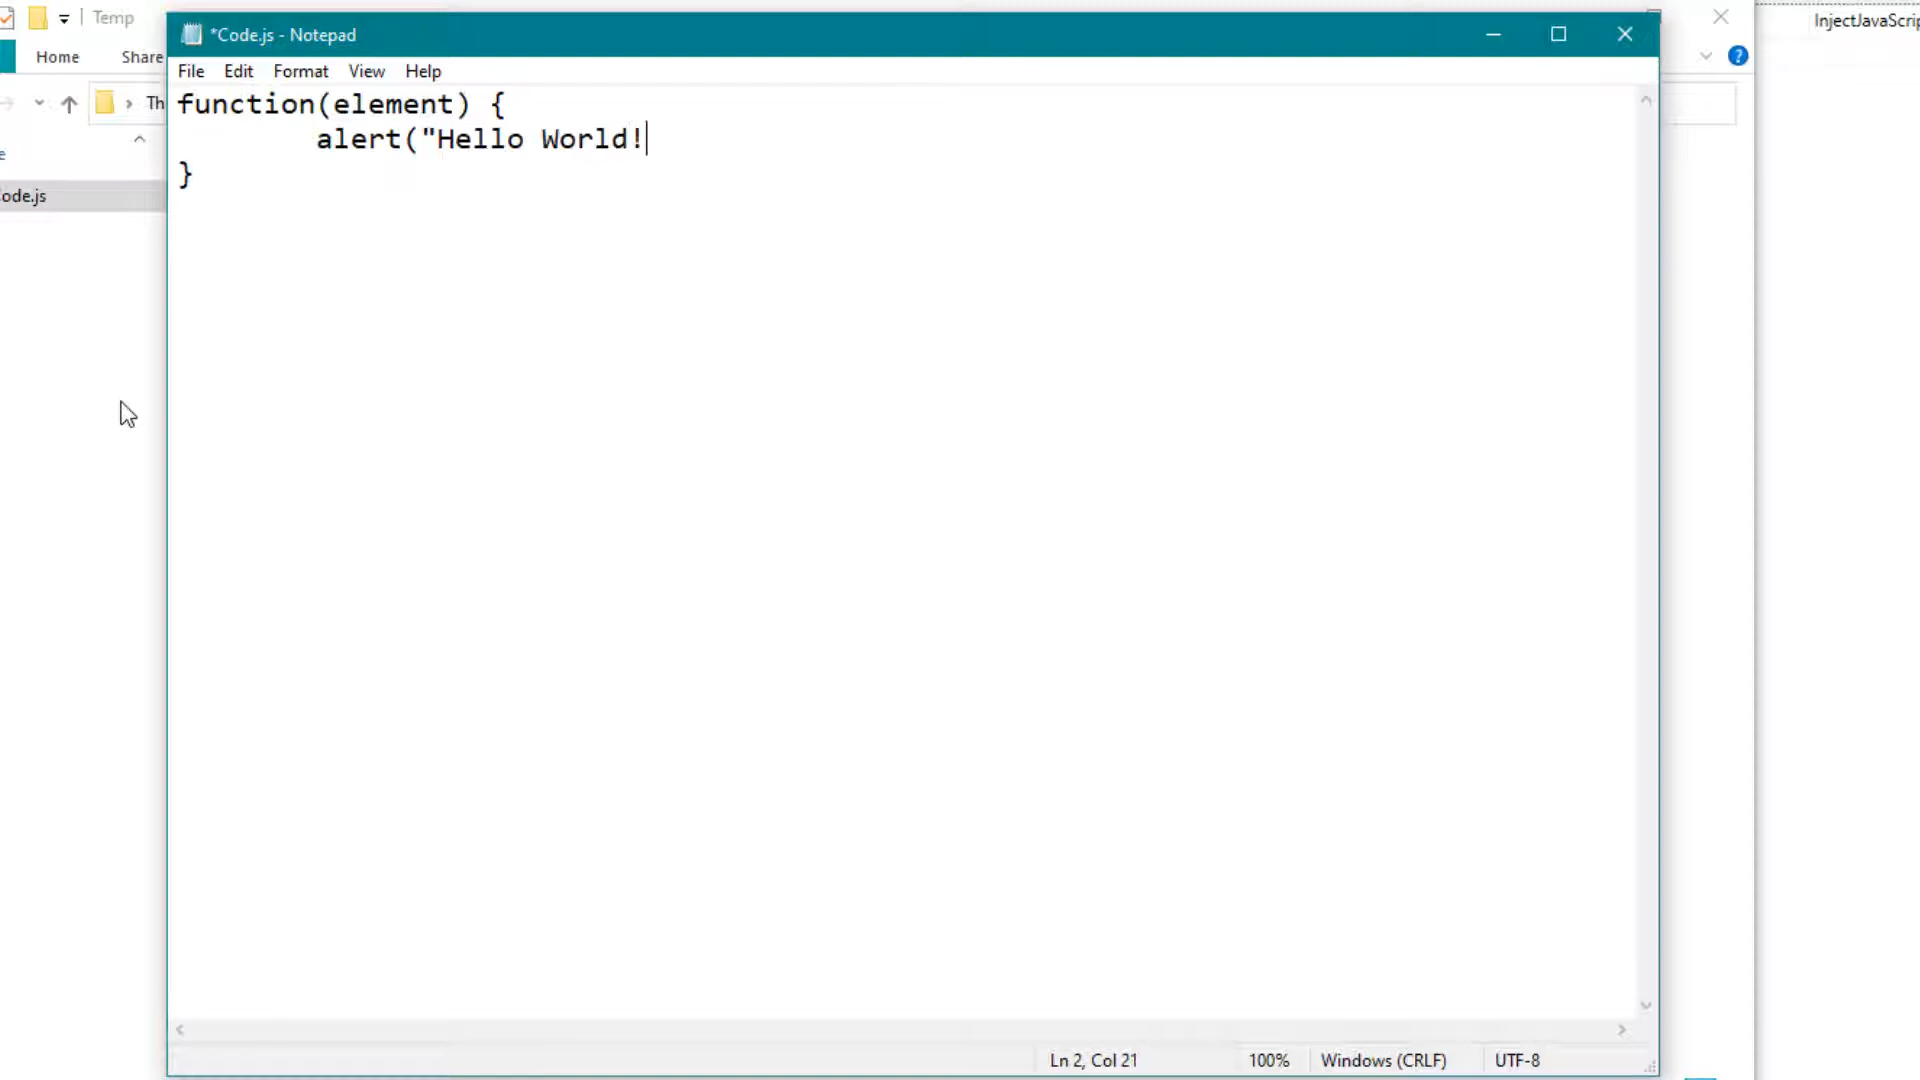 Temp
InjectJavaScrip
*Code.js - Notepad
Home
Share
File Edit Format View Help
Th
function(element) {
alert("Hello World!
}
ode.js
Ln 2, Col 21
100%
Windows (CRLF)
UTF-8